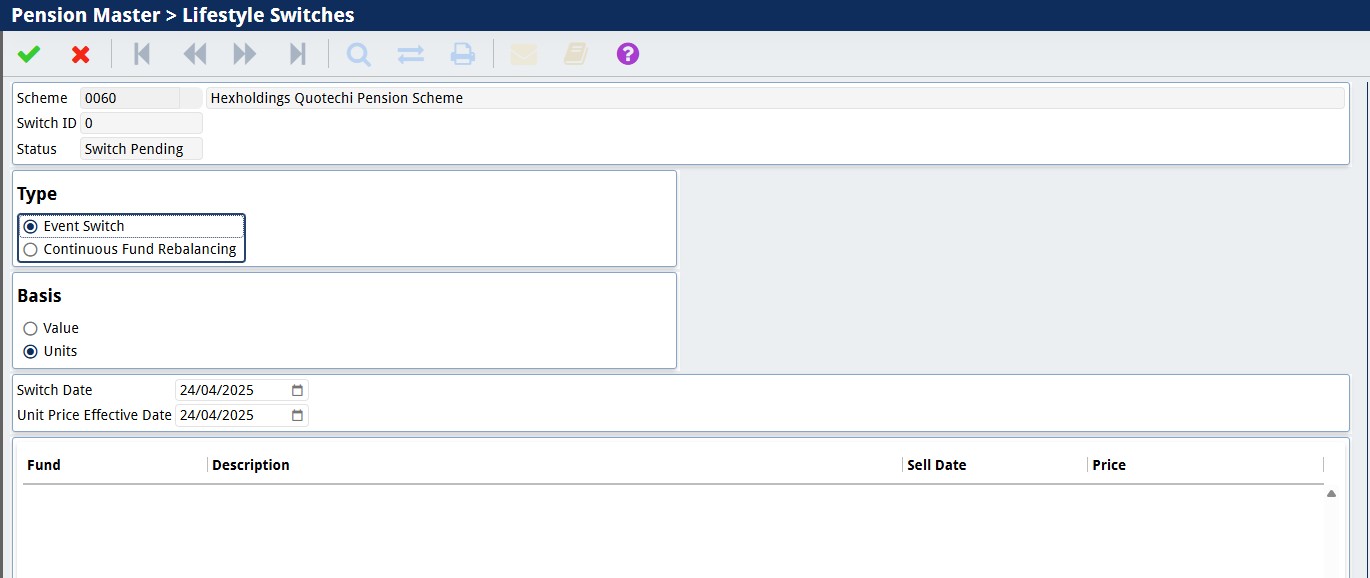 Pension Master > Lifestyle Switches
?
Scheme 0060 Hexholdings Quotechi Pension Scheme
Switch ID 0
Status Switch Pending
Type
Event Switch
Continuous Fund Rebalancing
Basis
Value
Units
Switch Date 24/04/2025
Unit Price Effective Date 24/04/2025
Fund Description Sell Date Price